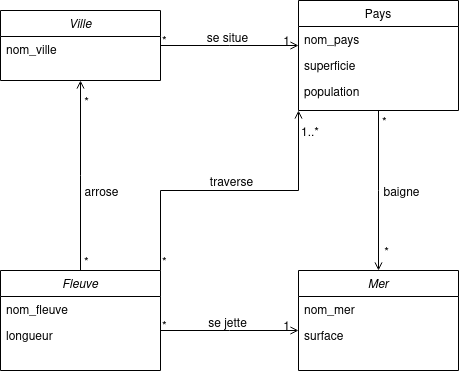 Ville
nom_ville
*
se situe
1
Pays
nom_pays
superficie
population
*
1..*
*
traverse
arrose
baigne
*
*
*
Fleuve
nom_fleuve
longueur
*
se jette
1
Mer
nom_mer
surface